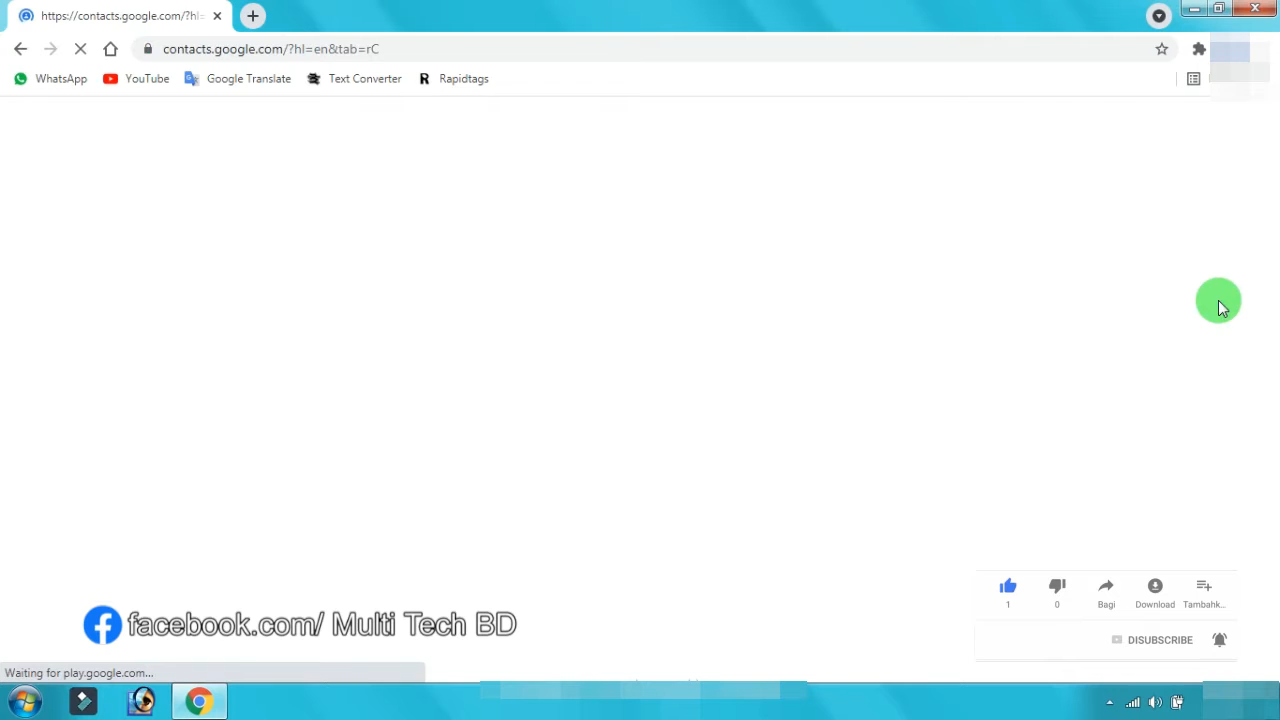 https://contacts.google.com/?hl=
contacts.google.com/?hl=en&tab=rC
WhatsApp
YouTube
Google Translate
Text Converter
R Rapidtags
1
0
Bagi
Download
Tambahk...
DISUBSCRIBE
facebook.com/ Multi Tech BD
Waiting for play.google.com...